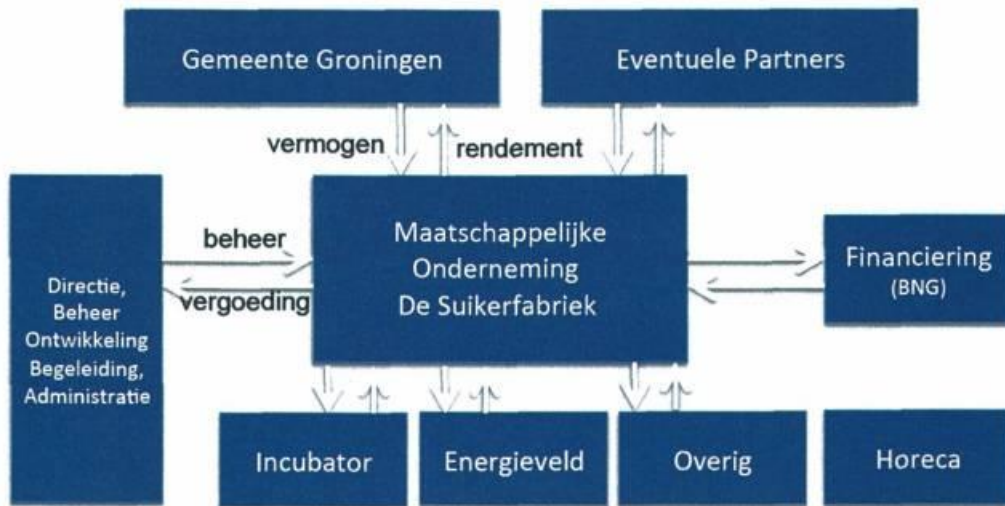 Gemeente Groningen
Eventuele Partners
vermogen
rendement
Directie,
Beheer
Ontwikkeling
Begeleiding,
Administratie
beheer
vergoeding
Maatschappelijke
Onderneming
De Suikerfabriek
Financiering
(BNG)
Incubator
Energieveld
Overig
Horeca